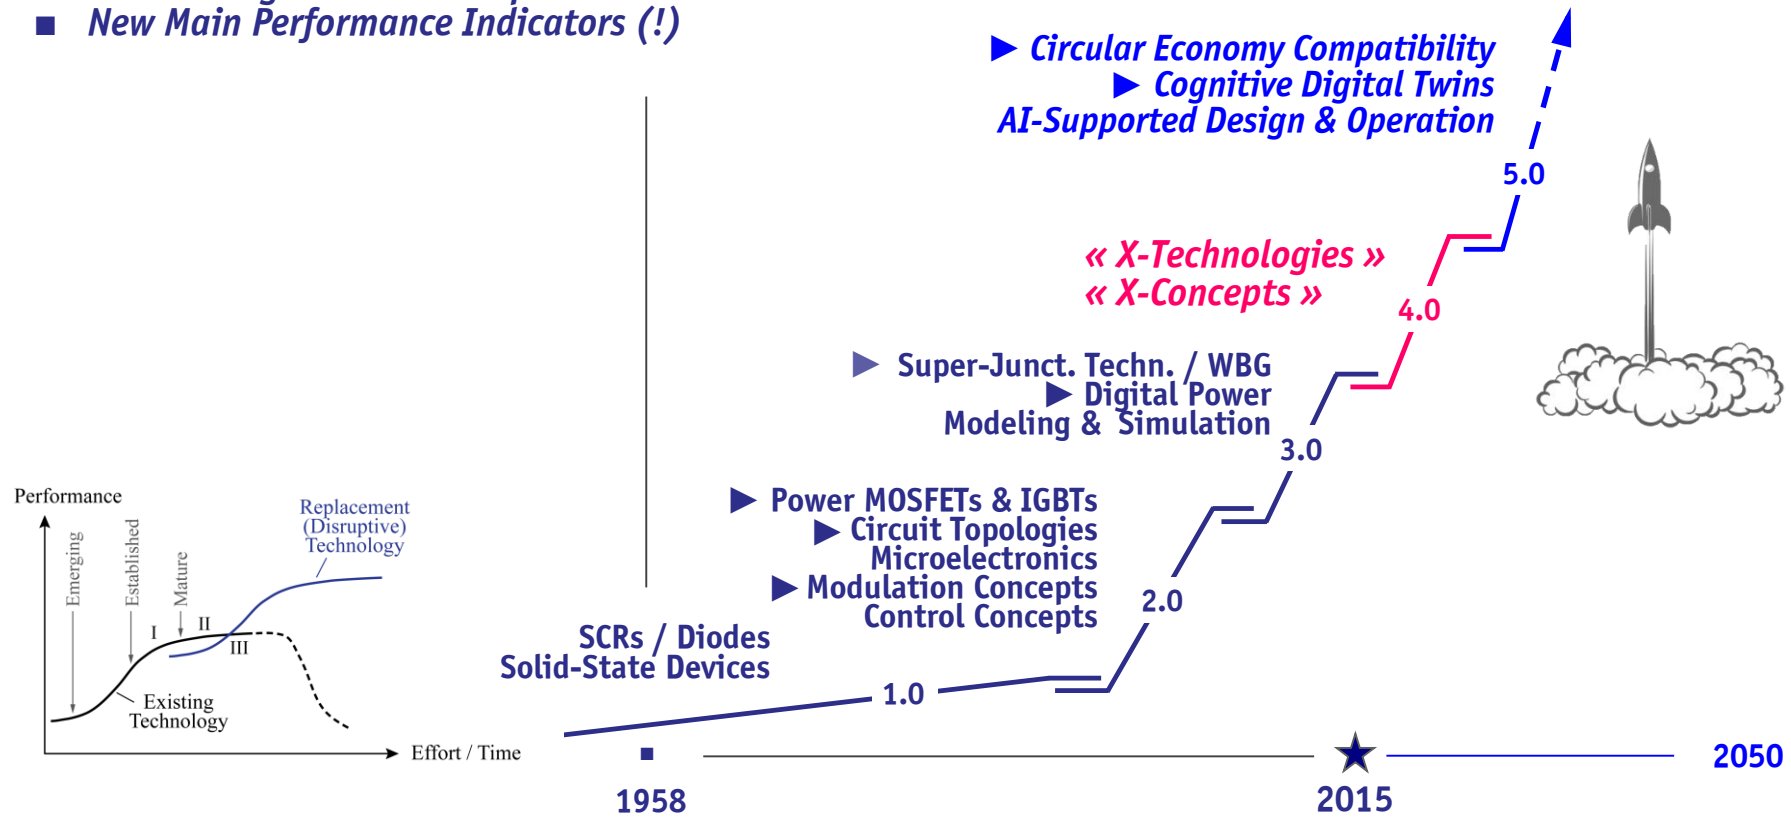 ■ New Main Performance Indicators (!)
► Circular Economy Compatibility
► Cognitive Digital Twins
AI-Supported Design & Operation
5.0
« X-Technologies »
« X-Concepts »
4.0
► Super-Junct. Techn. / WBG
► Digital Power
Modeling & Simulation
3.0
► Power MOSFETs & IGBTs
► Circuit Topologies
Microelectronics
► Modulation Concepts
Control Concepts
2.0
SCRs / Diodes
Solid-State Devices
1.0
Performance
Emerging
Established
Mature
Replacement
(Disruptive)
Technology
I
II
III
Existing
Technology
Effort / Time
1958
2015
2050